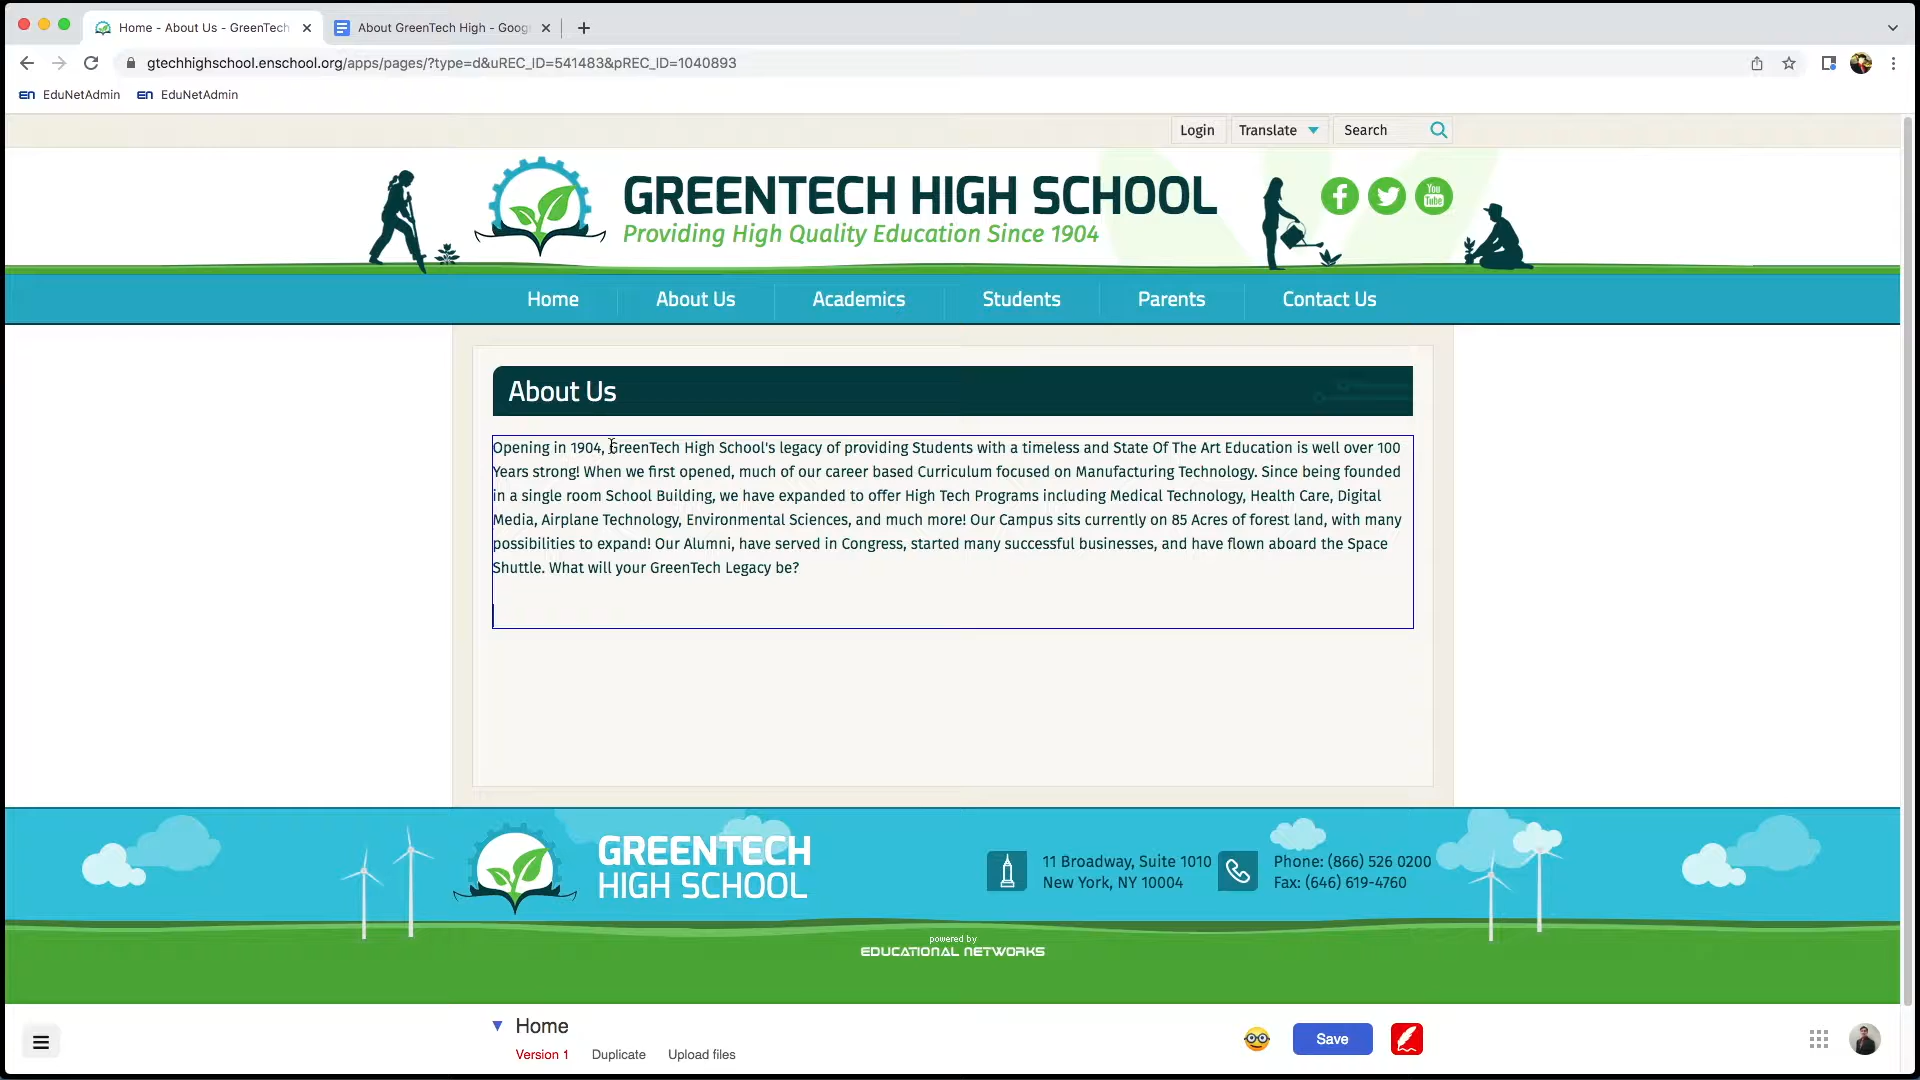 Home - About Us - GreenTech
About GreenTech High - Goog
gtechhighschool.enschool.org/apps/pages/?type=d&uREC_ID=541483&pREC_ID=1040893
en EduNetAdmin en EduNetAdmin
Login Translate Search
GREENTECH HIGH SCHOOL
Providing High Quality Education Since 1904
You
Tube
Home About Us Academics Students Parents Contact Us
About Us
Opening in 1904, GreenTech High School's legacy of providing Students with a timeless and State Of The Art Education is well over 100
Years strong! When we first opened, much of our career based Curriculum focused on Manufacturing Technology. Since being founded
in a single room School Building, we have expanded to offer High Tech Programs including Medical Technology, Health Care, Digital
Media, Airplane Technology, Environmental Sciences, and much more! Our Campus sits currently on 85 Acres of forest land, with many
possibilities to expand! Our Alumni, have served in Congress, started many successful businesses, and have flown aboard the Space
Shuttle. What will your GreenTech Legacy be?
GREENTECH
HIGH SCHOOL
11 Broadway, Suite 1010
New York, NY 10004
Phone: (866) 526 0200
Fax: (646) 619-4760
powered by
EDUCATIONAL NETWORKS
Home
Version 1 Duplicate Upload files
Save